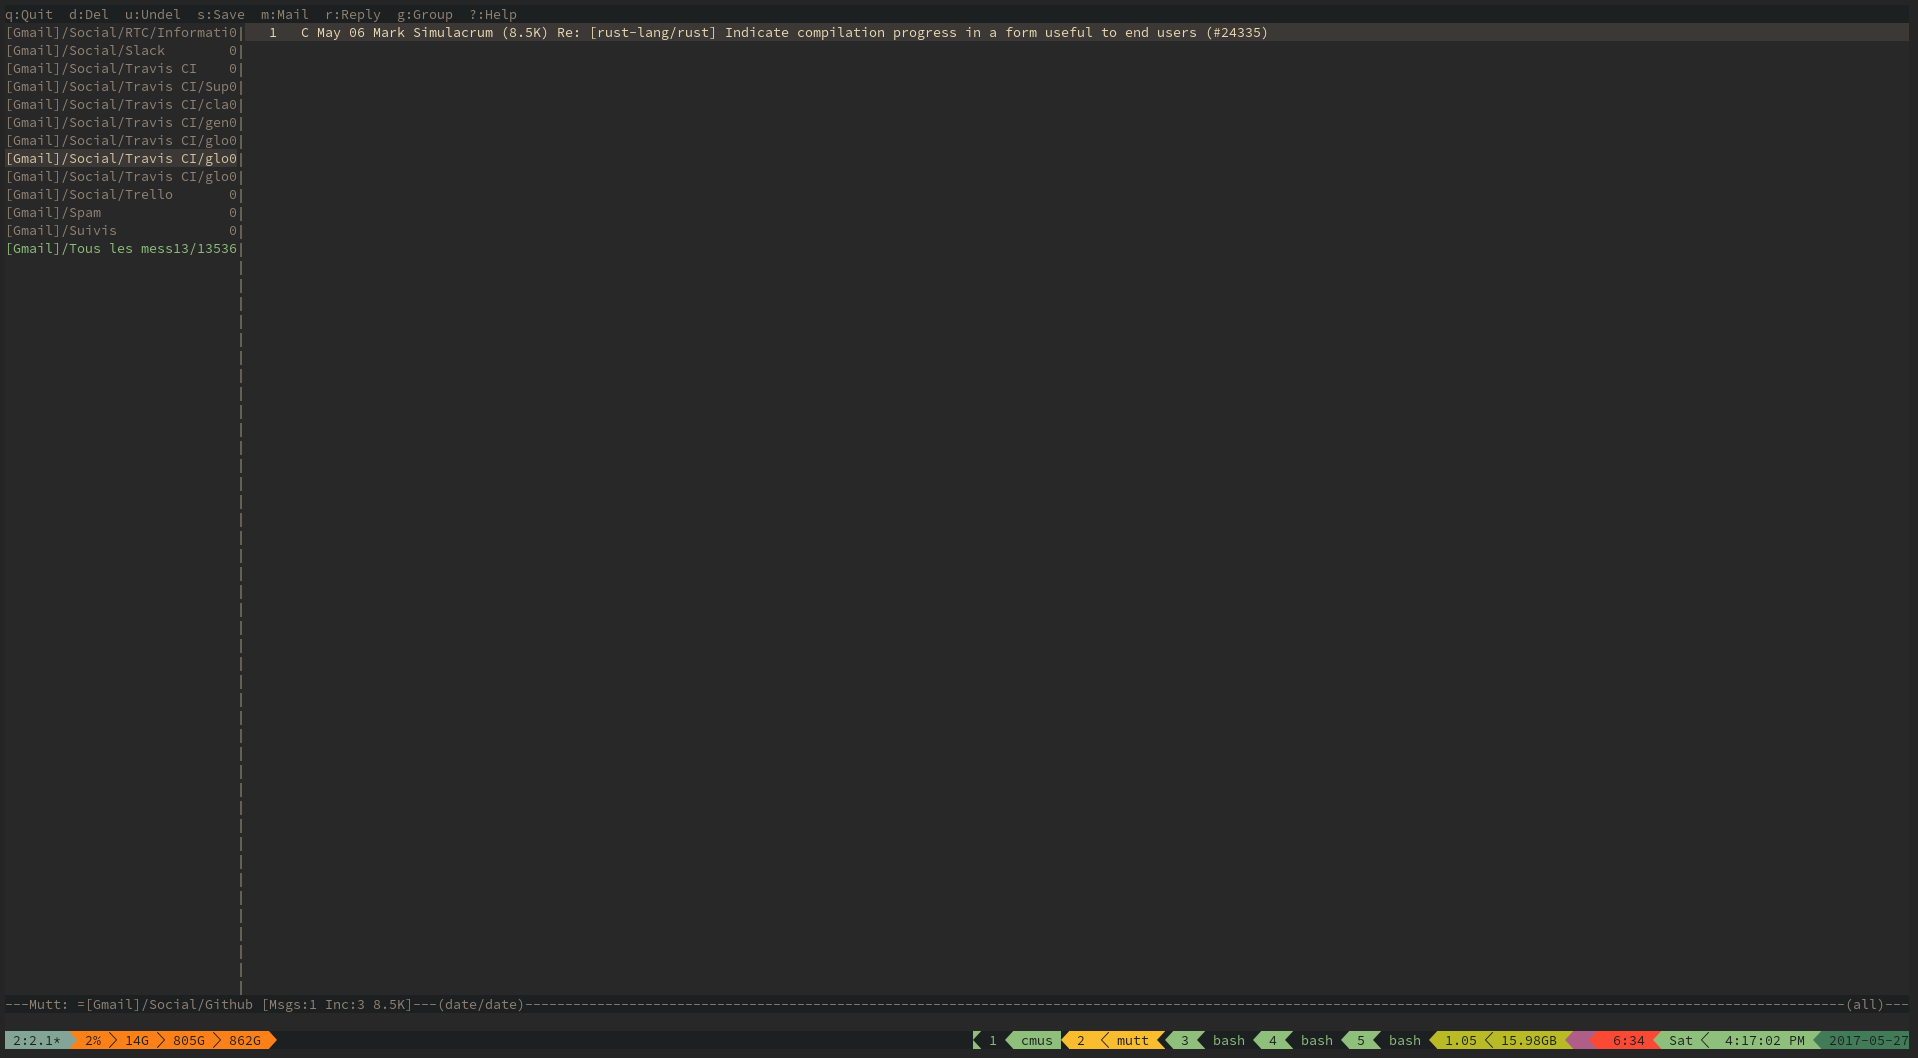 q:Quit  d:Del  u:Undel  s:Save  m:Mail  r:Reply  g:Group  ?:Help
[Gmail]/Social/RTC/Informati0|   1   C May 06 Mark Simulacrum (8.5K) Re: [rust-lang/rust] Indicate compilation progress in a form useful to end users (#24335)
[Gmail]/Social/Slack        0|
[Gmail]/Social/Travis CI    0|
[Gmail]/Social/Travis CI/Sup0|
[Gmail]/Social/Travis CI/cla0|
[Gmail]/Social/Travis CI/gen0|
[Gmail]/Social/Travis CI/glo0|
[Gmail]/Social/Travis CI/glo0|
[Gmail]/Social/Travis CI/glo0|
[Gmail]/Social/Trello       0|
[Gmail]/Spam                0|
[Gmail]/Suivis              0|
[Gmail]/Tous les mess13/13536|
---Mutt: =[Gmail]/Social/Github [Msgs:1 Inc:3 8.5K]---(date/date)---(all)---
2:2.1* 2% 14G 805G 862G 1 cmus 2 mutt 3 bash 4 bash 5 bash 1.05 15.98GB 6:34 Sat 4:17:02 PM 2017-05-27